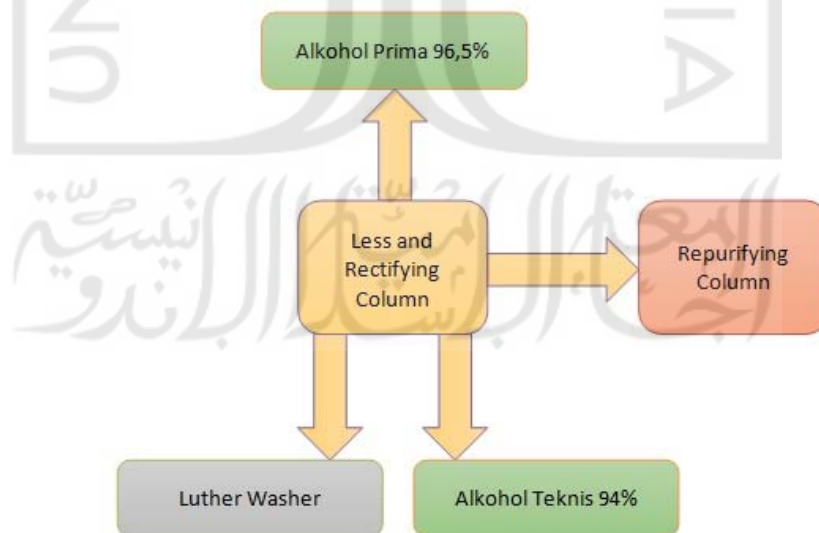 Alkohol Prima 96,5%
Less and
Rectifying
Column
Repurifying
Column
Luther Washer
Alkohol Teknis 94%